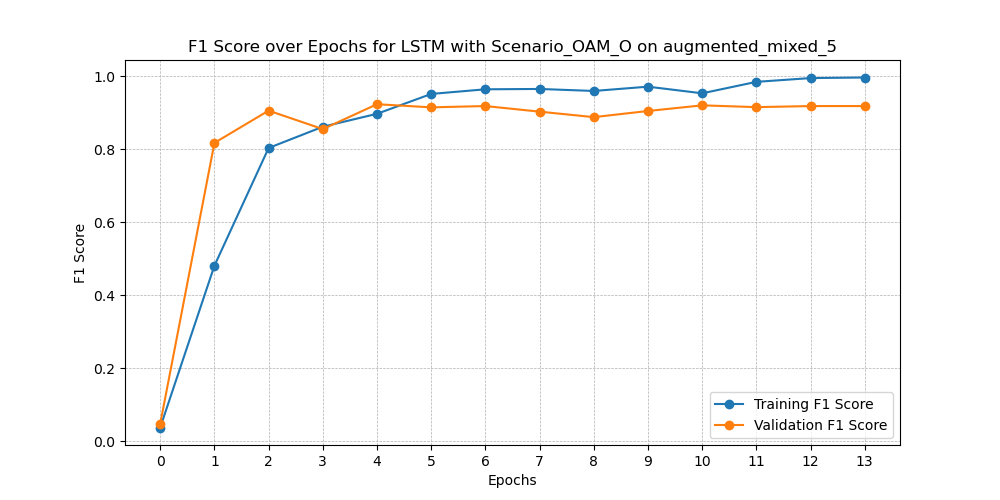 F1 Score over Epochs for LSTM with Scenario_OAM_O on augmented_mixed_5
F1 Score
1.0
0.8
0.6
0.4
0.2
0.0
0 1 2 3 4 5 6 7 8 9 10 11 12 13
Epochs
Training F1 Score
Validation F1 Score